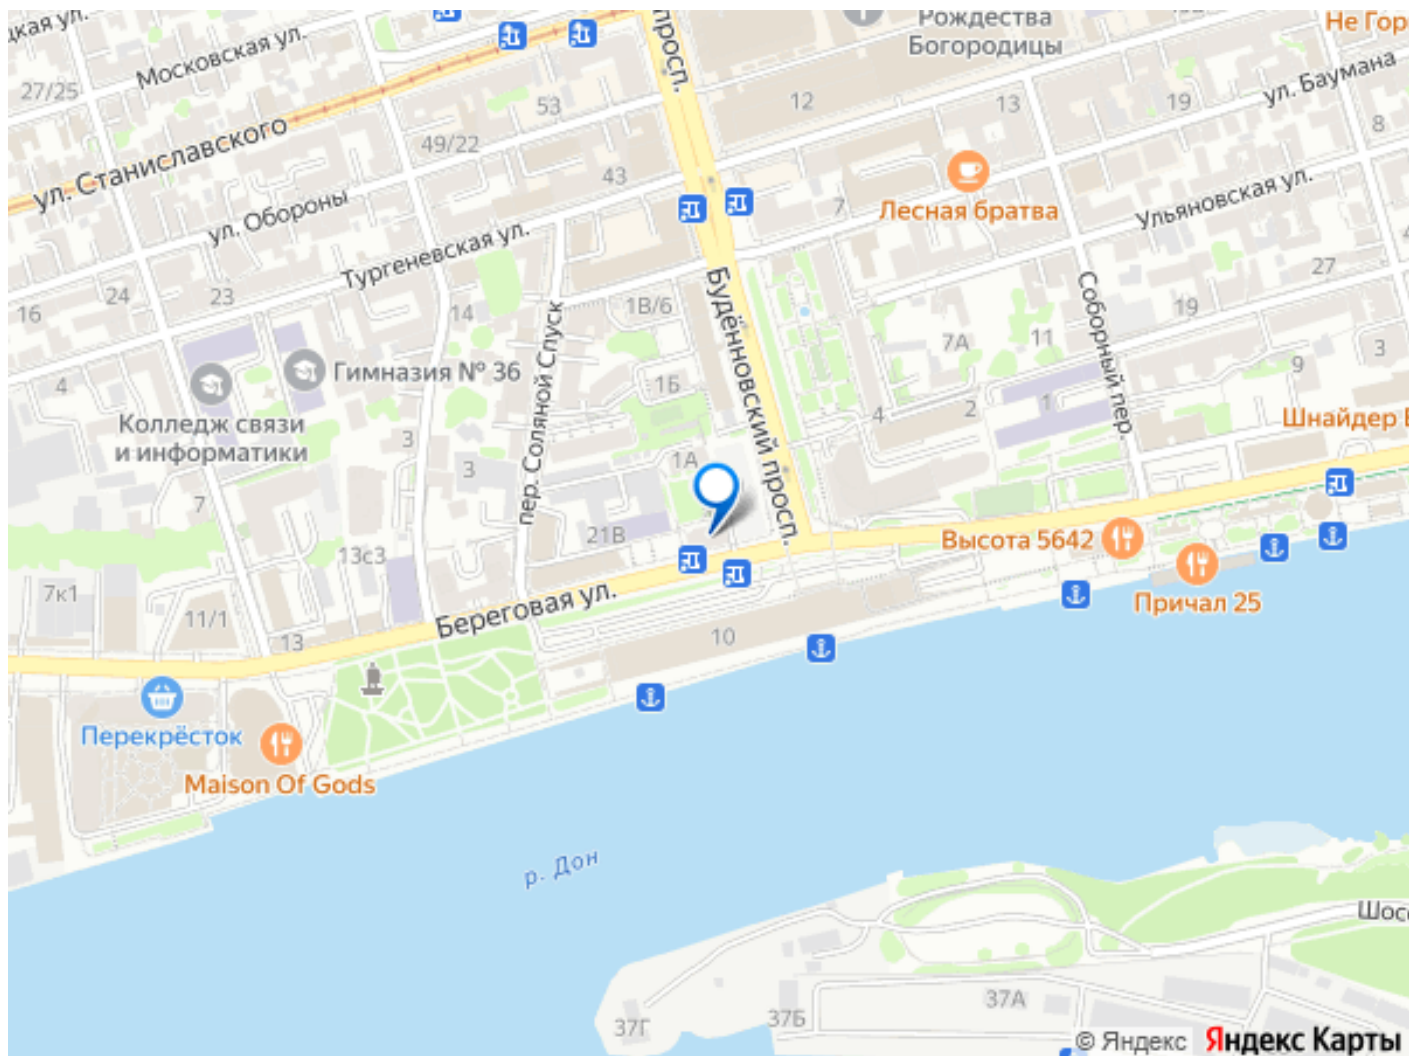 цкая ул.
Московская ул.
27/25
просп.
Рождества
Богородицы
Не Гор
ул. Баумана
53
12
13
19
8
49/22
ул. Станиславского
43
Лесная братва
7
Ульяновская ул.
ул. Обороны
Тургеневская ул.
16
24
23
14
1В/6
Будённовский просп.
Соборный пер.
27
19
11
7А
3
9
4
Гимназия № 36
Колледж связи
и информатики
пер. Соляной Спуск
1Б
4
2
1
Шнайдер
3
3
1А
7
21В
13с3
Высота 5642
Причал 25
7к1
11/1
13
Береговая ул.
10
Перекрёсток
Maison Of Gods
р. Дон
Шос
37А
37Б
37Г
© Яндекс
Яндекс Карты